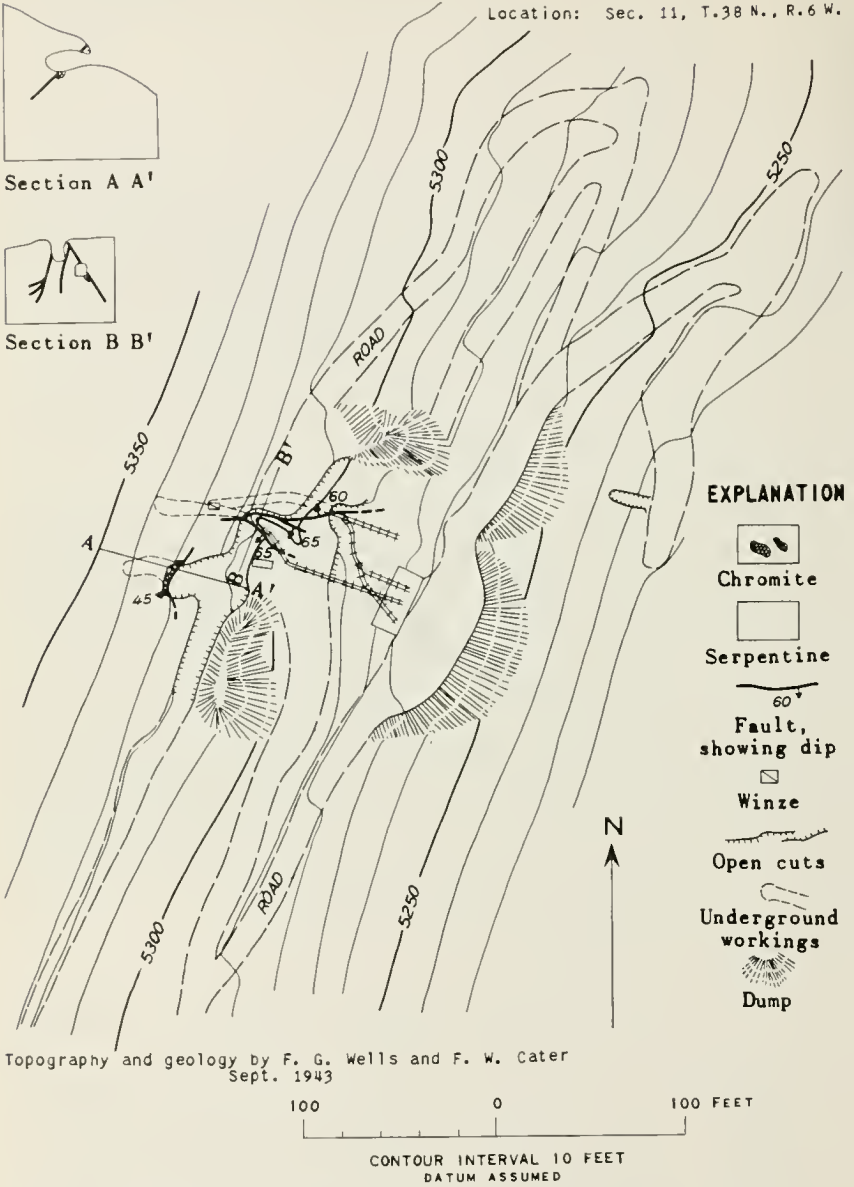 Location: Sec. 11, T.38 N., R.6 W.
Section A A'
Section B B'
5300
5250
ROAD
5350
B'
60
A
65
65
B
A'
45
EXPLANATION
Chromite
Serpentine
60
Fault,
showing dip
Winze
Open cuts
Underground
workings
Dump
N
ROAD
5300
5250
Topography and geology by F. G. Wells and F. W. Cater
Sept. 1943
100 0 100 FEET
CONTOUR INTERVAL 10 FEET
DATUM ASSUMED